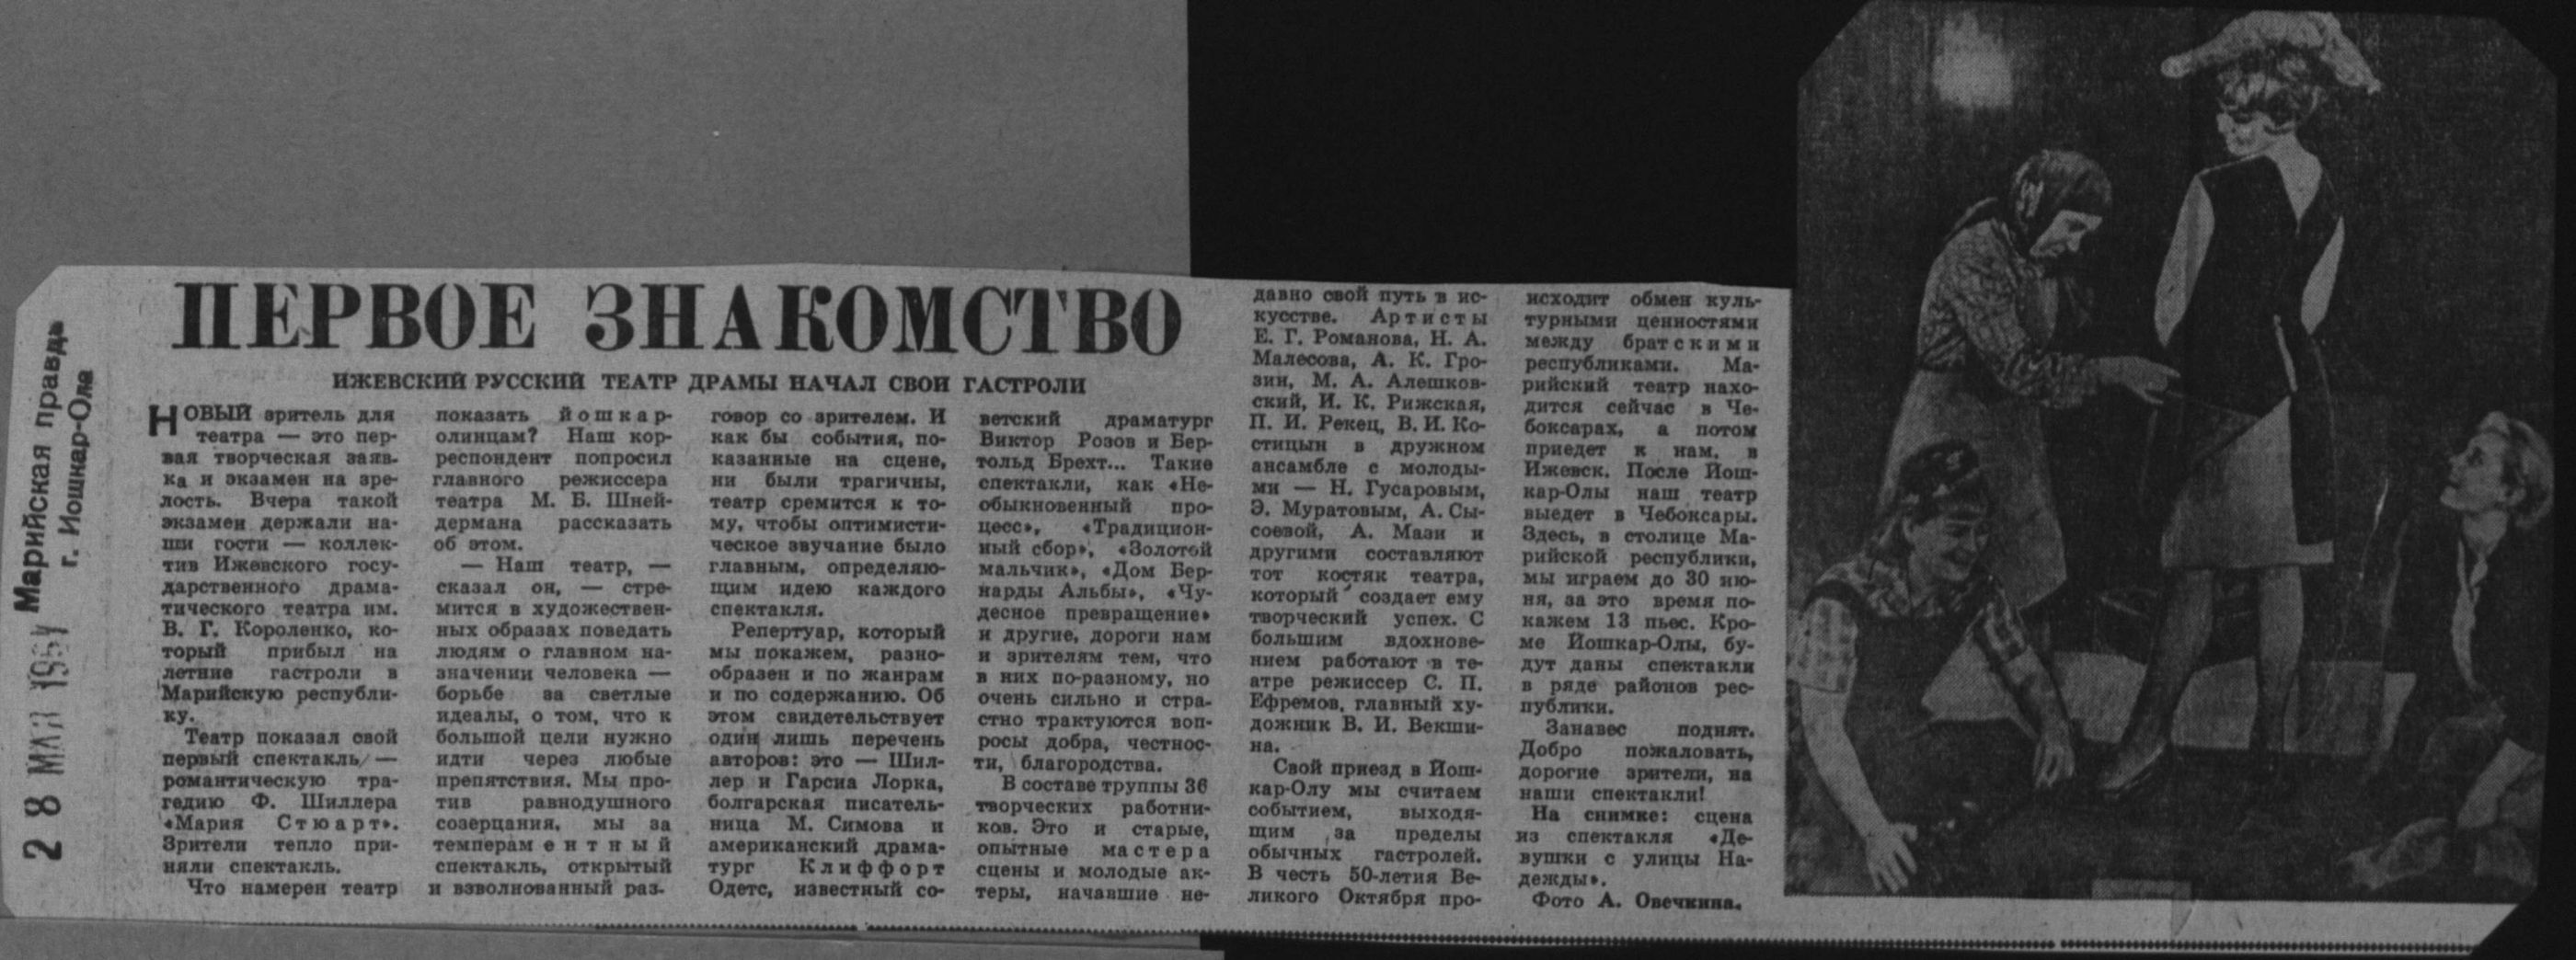 Марийская правда
г. Йошкар-Ола
28 МАЯ
ПЕРВОЕ ЗНАКОМСТВО
ИЖЕВСКИЙ РУССКИЙ ТЕАТР ДРАМЫ НАЧАЛ СВОИ ГАСТРОЛИ
НОВЫЙ зритель для
театра — это пер-
вая творческая заяв-
ка и экзамен на зре-
лость. Вчера такой
экзамен держали на-
ши гости — коллек-
тив Ижевского госу-
дарственного драма-
тического театра им.
В. Г. Короленко, ко-
торый прибыл на
летние гастроли в
Марийскую республи-
ку.
Театр показал свой
первый спектакль —
романтическую тра-
гедию Ф. Шиллера
«Мария Стюарт».
Зрители тепло при-
няли спектакль.
Что намерен театр
показать йошкар-
олинцам? Наш кор-
респондент попросил
главного режиссера
театра М. Б. Шней-
дермана рассказать
об этом.
— Наш театр, —
сказал он, — стре-
мится в художествен-
ных образах поведать
людям о главном на-
значении человека —
борьбе за светлые
идеалы, о том, что к
большой цели нужно
идти через любые
препятствия. Мы про-
тив равнодушного
созерцания, мы за
темпераментный
спектакль, открытый
и взволнованный раз-
говор со зрителем. И
как бы события, по-
казанные на сцене,
ни были трагичны,
театр сремится к то-
му, чтобы оптимисти-
ческое звучание было
главным, определяю-
щим идею каждого
спектакля.
Репертуар, который
мы покажем, разно-
образен и по жанрам
и по содержанию. Об
этом свидетельствует
один лишь перечень
авторов: это — Шил-
лер и Гарсиа Лорка,
болгарская писатель-
ница М. Симова и
американский драма-
тург Клиффорт
Одетс, известный со-
ветский драматург
Виктор Розов и Бер-
тольд Брехт... Такие
спектакли, как «Не-
обыкновенный про-
цесс», «Традицион-
ный сбор», «Золотой
мальчик», «Дом Бер-
нарды Альбы», «Чу-
десное превращение»
и другие, дороги нам
и зрителям тем, что
в них по-разному, но
очень сильно и стра-
стно трактуются воп-
росы добра, честнос-
ти, благородства.
В составе труппы 36
творческих работни-
ков. Это и старые,
опытные мастера
сцены и молодые ак-
теры, начавшие не-
давно свой путь в ис-
кусстве. Артисты
Е. Г. Романова, Н. А.
Малесова, А. К. Гро-
зин, М. А. Алешков-
ский, И. К. Рижская,
П. И. Рекец, В. И. Ко-
стицын в дружном
ансамбле с молоды-
ми — Н. Гусаровым,
Э. Муратовым, А. Сы-
соевой, А. Мази и
другими составляют
тот костяк театра,
который создает ему
творческий успех. С
большим вдохнове-
нием работают в те-
атре режиссер С. П.
Ефремов, главный ху-
дожник В. И. Векши-
на.
Свой приезд в Йош-
кар-Олу мы считаем
событием, выходя-
щим за пределы
обычных гастролей.
В честь 50-летия Ве-
ликого Октября про-
исходит обмен куль-
турными ценностями
между братскими
республиками. Ма-
рийский театр нахо-
дится сейчас в Че-
боксарах, а потом
приедет к нам, в
Ижевск. После Йош-
кар-Олы наш театр
выедет в Чебоксары.
Здесь, в столице Ма-
рийской республики,
мы играем до 30 ию-
ня, за это время по-
кажем 13 пьес. Кро-
ме Йошкар-Олы, бу-
дут даны спектакли
в ряде районов рес-
публики.
Занавес поднят.
Добро пожаловать,
дорогие зрители, на
наши спектакли!
На снимке: сцена
из спектакля «Де-
вушки с улицы На-
дежды».
Фото А. Овечкина.